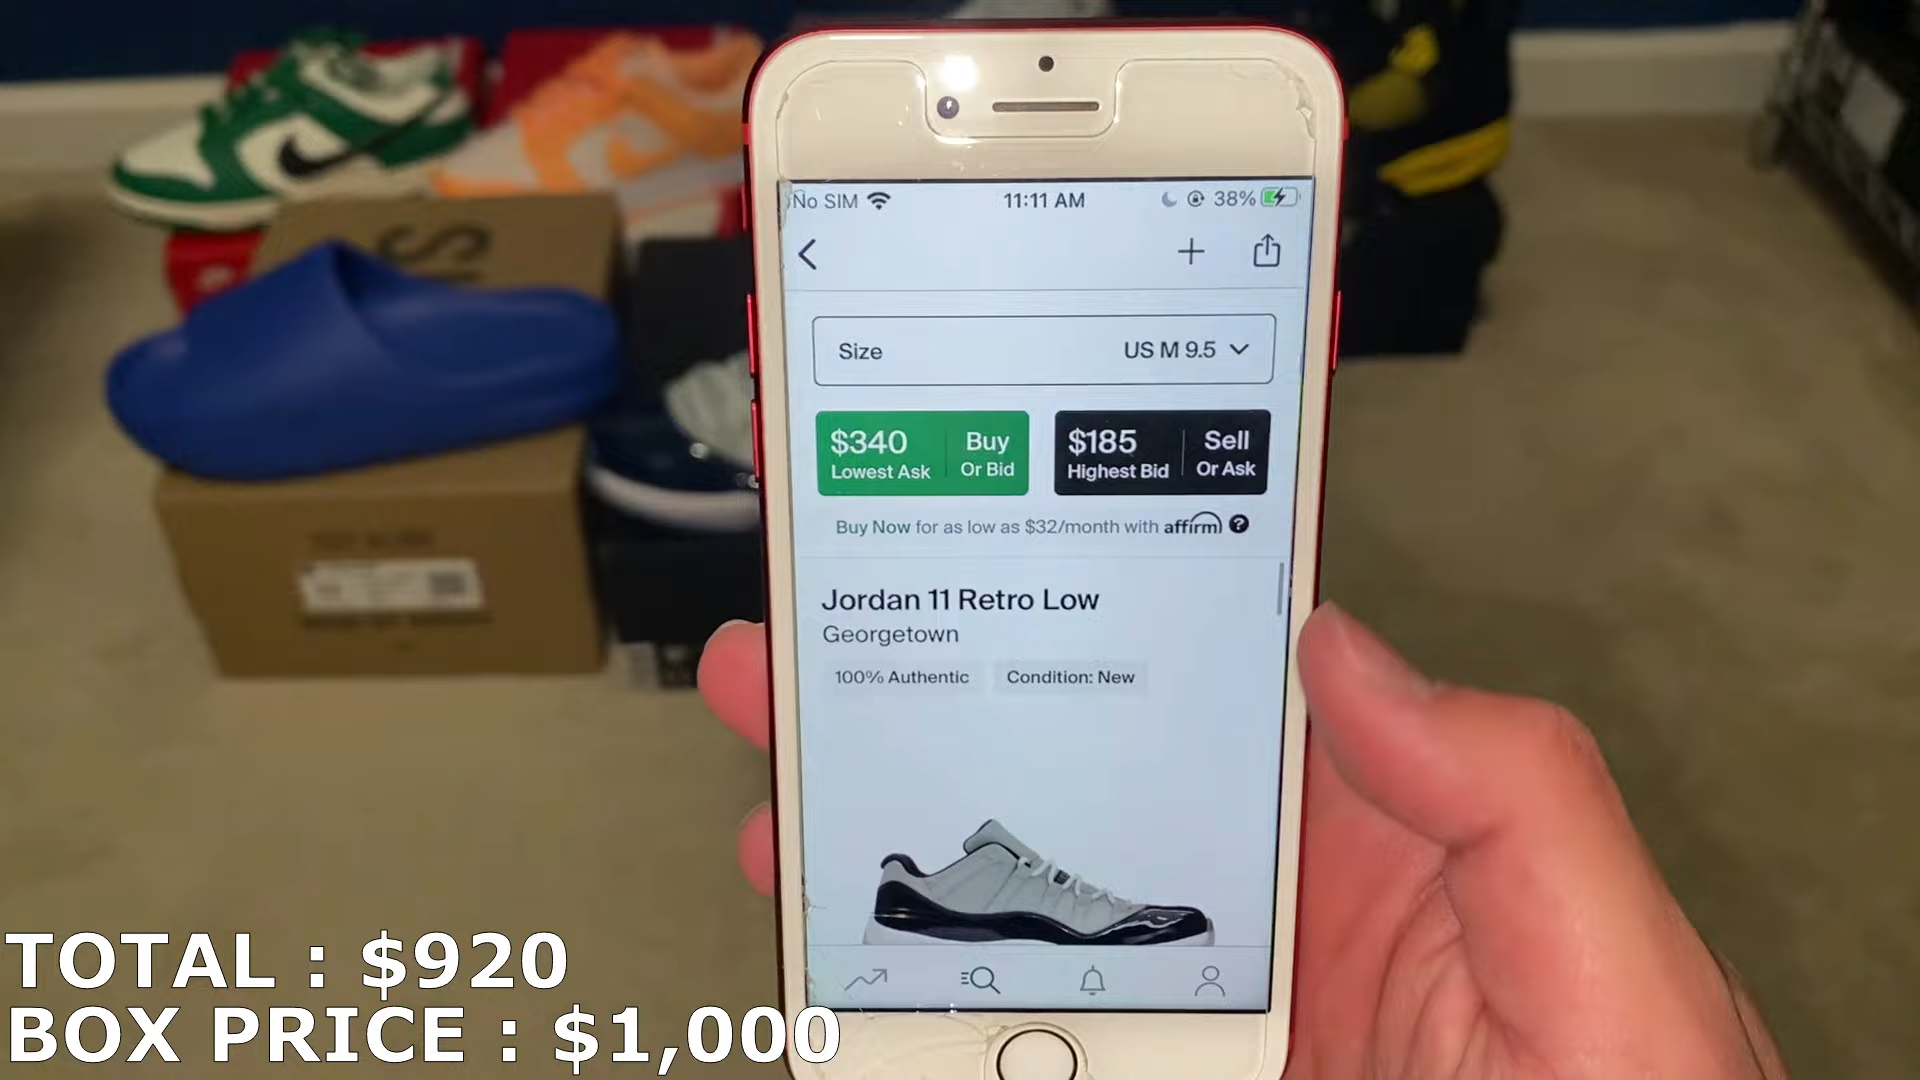 No SIM 11:11 AM 38%
Size US M 9.5
$340 Buy $185 Sell
Lowest Ask Or Bid Highest Bid Or Ask
Buy Now for as low as $32/month with affirm ?
Jordan 11 Retro Low
Georgetown
100% Authentic Condition: New
TOTAL : $920
BOX PRICE : $1,000